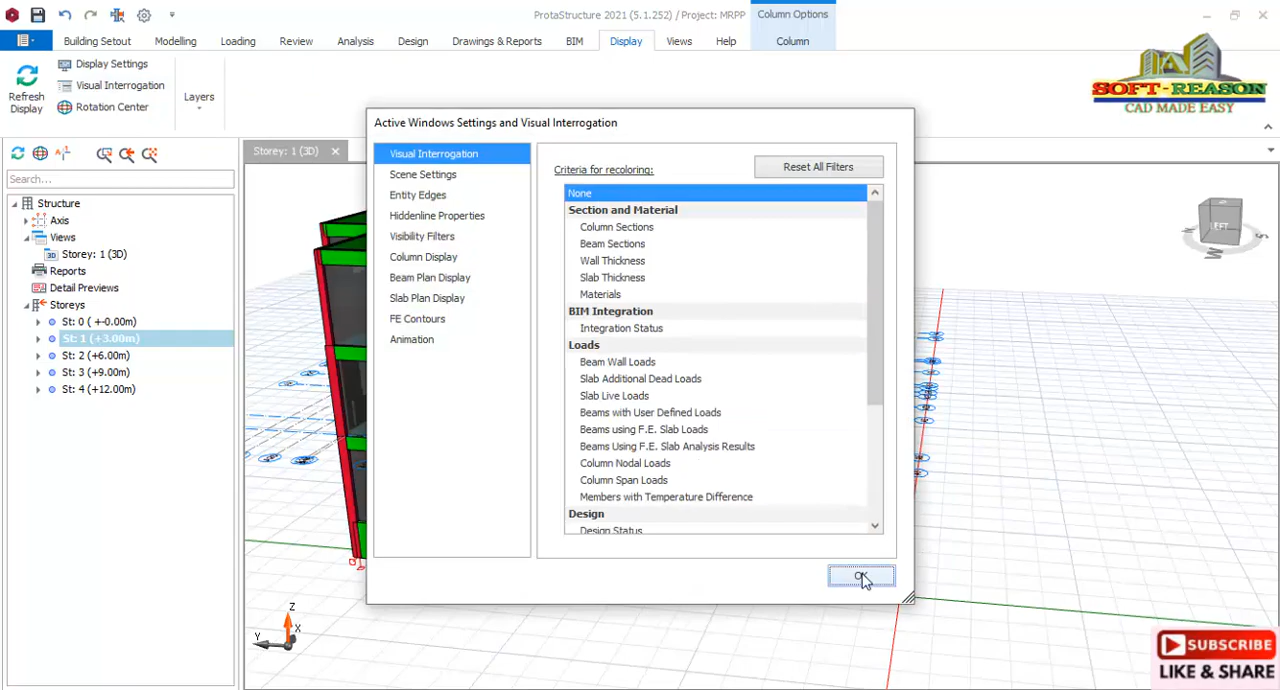 ProtaStructure 2021 (5.1.252) / Project: MRPP
Column Options
Building Setout
Modelling
Loading
Review
Analysis
Design
Drawings & Reports
BIM
Display
Views
Help
Column
Refresh
Display
Display Settings
Visual Interrogation
Rotation Center
Layers
SOFT-REASON
CAD MADE EASY
Storey: 1 (3D)
Search...
Structure
Axis
Views
3D Storey: 1 (3D)
Reports
Detail Previews
Storeys
St: 0 ( +-0.00m)
St: 1 (+3.00m)
St: 2 (+6.00m)
St: 3 (+9.00m)
St: 4 (+12.00m)
Active Windows Settings and Visual Interrogation
Visual Interrogation
Scene Settings
Entity Edges
Hiddenline Properties
Visibility Filters
Column Display
Beam Plan Display
Slab Plan Display
FE Contours
Animation
Criteria for recoloring:
Reset All Filters
None
Section and Material
Column Sections
Beam Sections
Wall Thickness
Slab Thickness
Materials
BIM Integration
Integration Status
Loads
Beam Wall Loads
Slab Additional Dead Loads
Slab Live Loads
Beams with User Defined Loads
Beams using F.E. Slab Loads
Beams Using F.E. Slab Analysis Results
Column Nodal Loads
Column Span Loads
Members with Temperature Difference
Design
Design Status
OK
LEFT
S
W
Z
X
Y
SUBSCRIBE
LIKE & SHARE